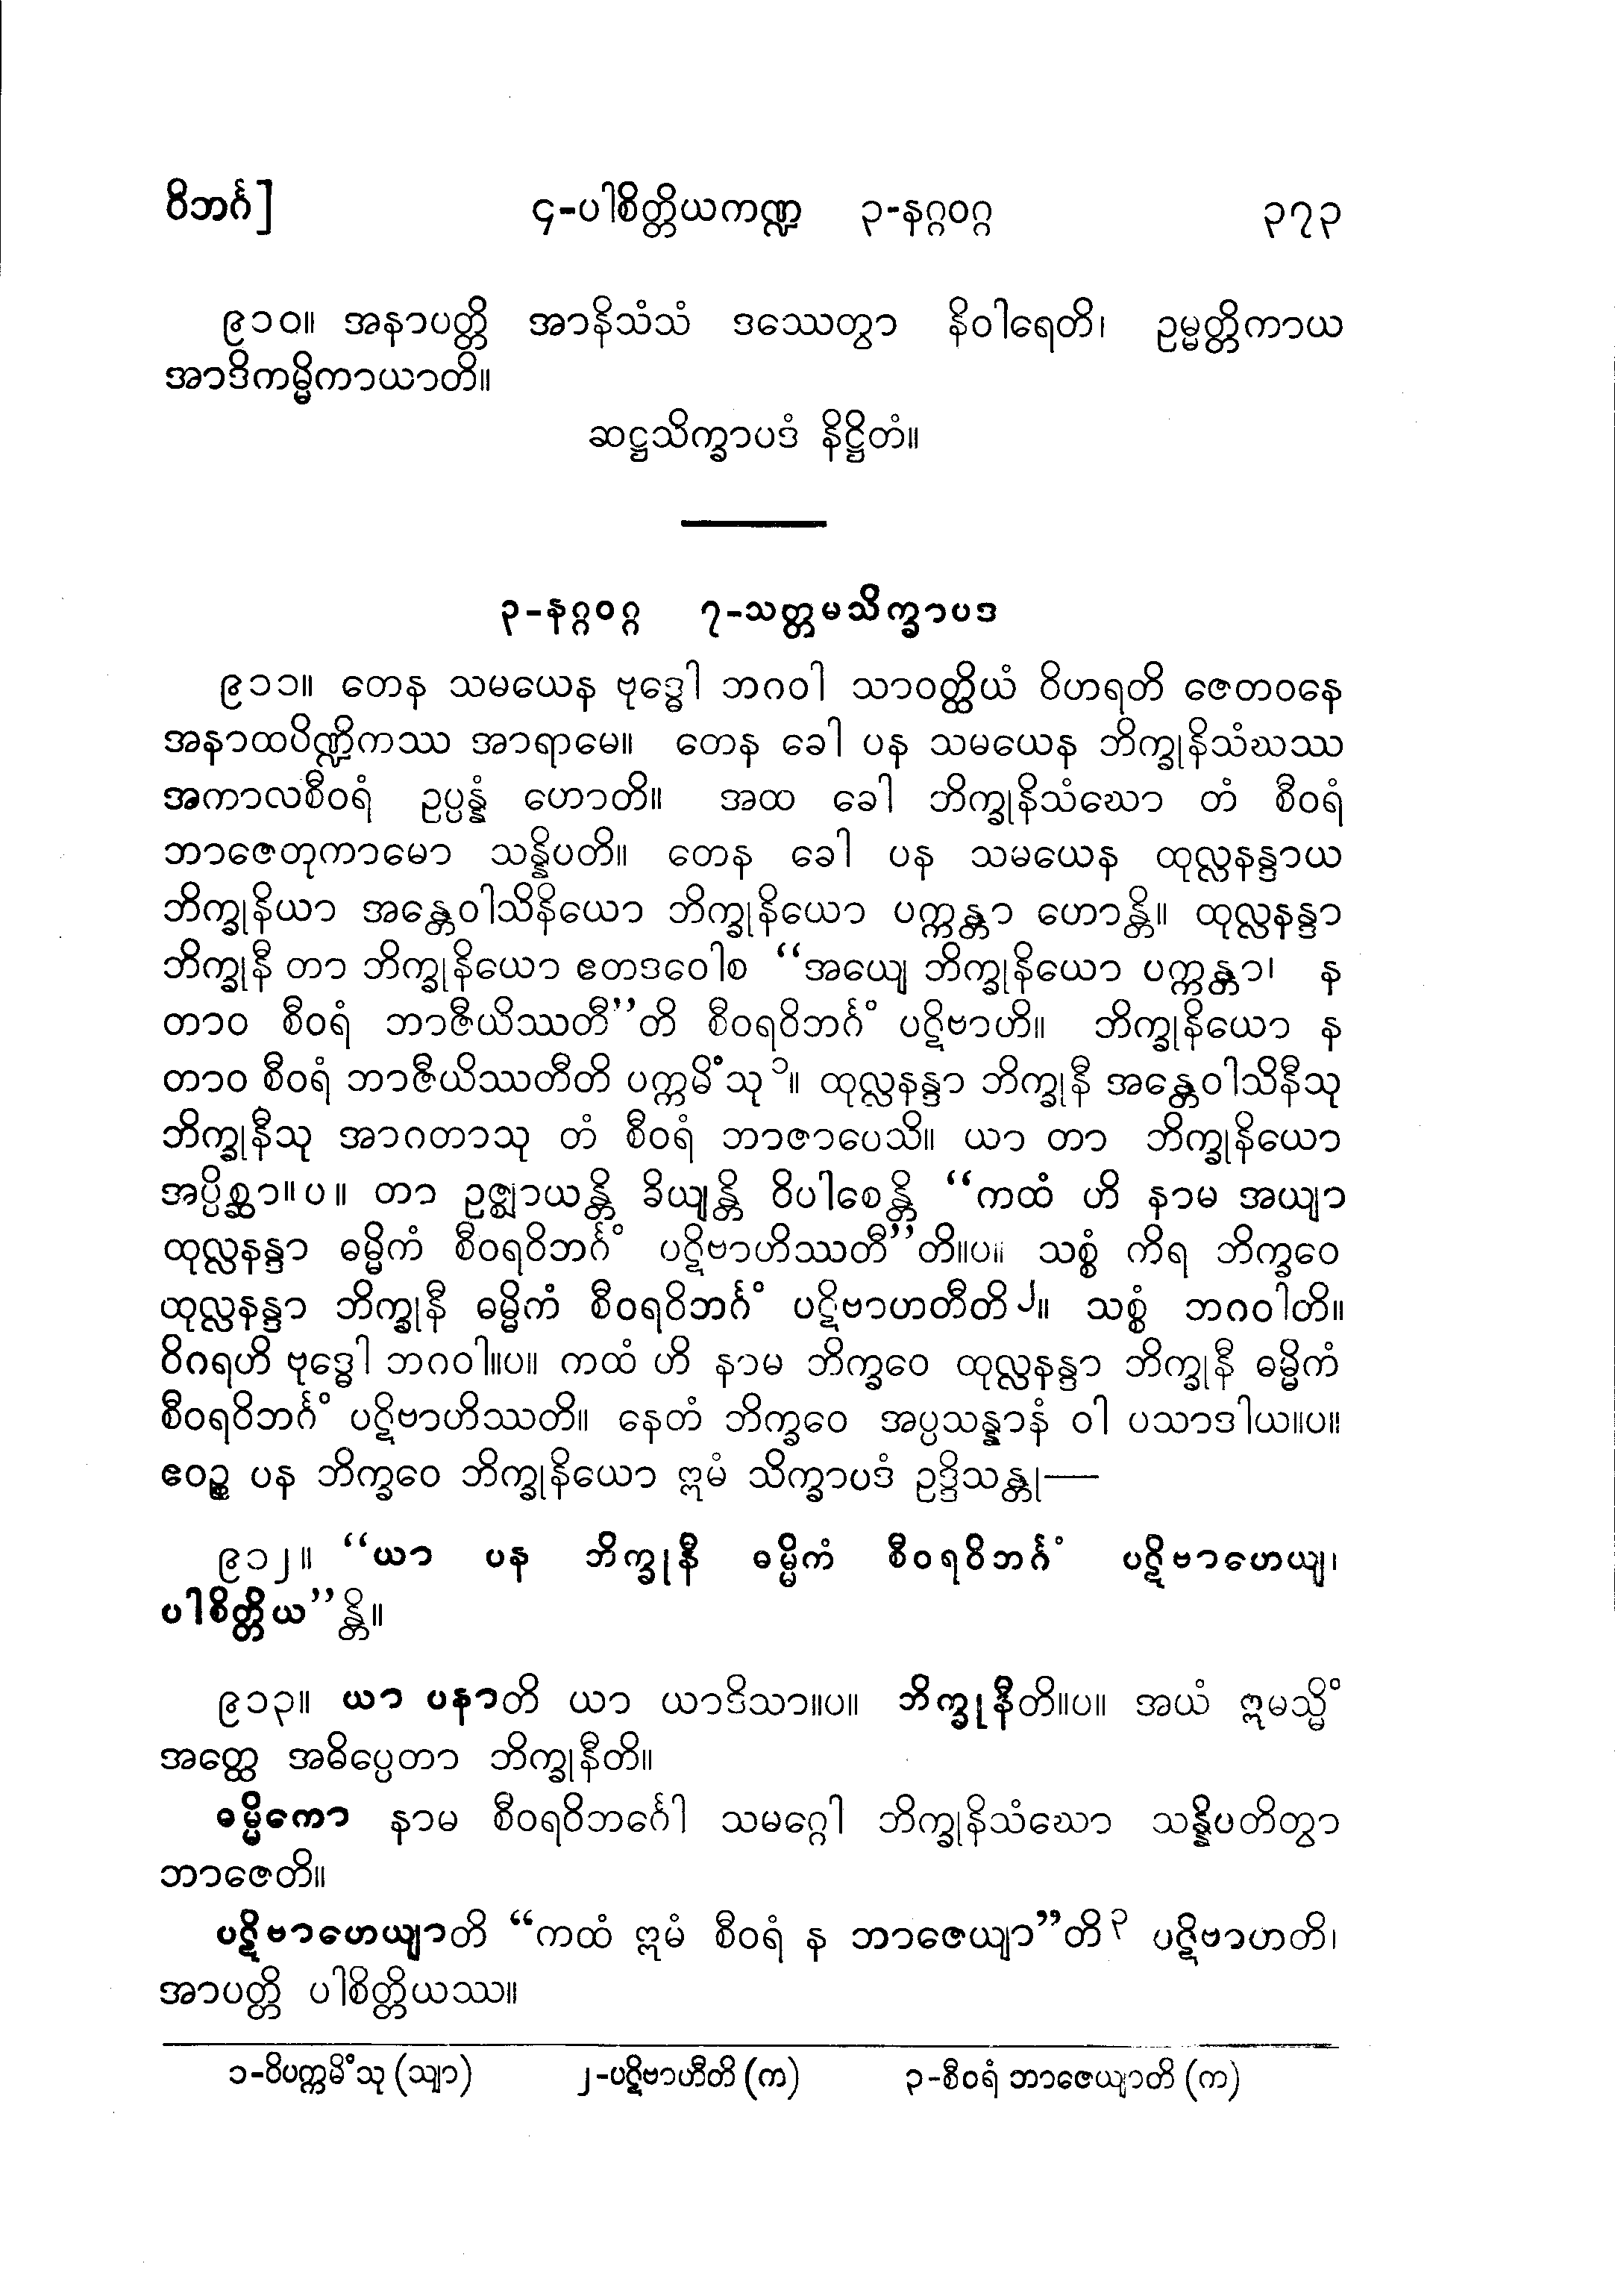 ဝိဘင်္ဂ] ၄-ပါစိတ္တိယကဏ္ဍ ၃-နဂ္ဂဝဂ္ဂ ၃၇၃
၉၁၀။ အနာပတ္တိ အာနိသံသံ ဒဿေတွာ နိဝါရေတိ၊ ဥမ္မတ္တိကာယ
အာဒိကမ္မိကာယာတိ။
ဆဋ္ဌသိက္ခာပဒံ နိဋ္ဌိတံ။
၃-နဂ္ဂဝဂ္ဂ ၇-သတ္တမသိက္ခာပဒ
၉၁၁။ တေန သမယေန ဗုဒ္ဓေါ ဘဂဝါ သာဝတ္ထိယံ ဝိဟရတိ ဇေတဝနေ
အနာထပိဏ္ဍိကဿ အာရာမေ။ တေန ခေါ ပန သမယေန ဘိက္ခုနိသံဃဿ
အကာလစီဝရံ ဥပ္ပန္နံ ဟောတိ။ အထ ခေါ ဘိက္ခုနိသံဃော တံ စီဝရံ
ဘာဇေတုကာမော သန္နိပတိ။ တေန ခေါ ပန သမယေန ထုလ္လနန္ဒာယ
ဘိက္ခုနိယာ အန္တေဝါသိနိယော ဘိက္ခုနိယော ပက္ကန္တာ ဟောန္တိ။ ထုလ္လနန္ဒာ
ဘိက္ခုနီ တာ ဘိက္ခုနိယော ဧတဒဝေါစ “အယျေ ဘိက္ခုနိယော ပက္ကန္တာ၊ န
တာဝ စီဝရံ ဘာဇီယိဿတီ”တိ စီဝရဝိဘင်္ဂံ ပဋိဗာဟိ။ ဘိက္ခုနိယော န
တာဝ စီဝရံ ဘာဇီယိဿတီတိ ပက္ကမိံသု၁။ ထုလ္လနန္ဒာ ဘိက္ခုနီ အန္တေဝါသိနီသု
ဘိက္ခုနီသု အာဂတာသု တံ စီဝရံ ဘာဇာပေသိ။ ယာ တာ ဘိက္ခုနိယော
အပ္ပိစ္ဆာ။ပ။ တာ ဥဇ္ဈာယန္တိ ခိယျန္တိ ဝိပါစေန္တိ “ကထံ ဟိ နာမ အယျာ
ထုလ္လနန္ဒာ ဓမ္မိကံ စီဝရဝိဘင်္ဂံ ပဋိဗာဟိဿတီ”တိ။ပ။ သစ္စံ ကိရ ဘိက္ခဝေ
ထုလ္လနန္ဒာ ဘိက္ခုနီ ဓမ္မိကံ စီဝရဝိဘင်္ဂံ ပဋိဗာဟတီတိ၂။ သစ္စံ ဘဂဝါတိ။
ဝိဂရဟိ ဗုဒ္ဓေါ ဘဂဝါ။ပ။ ကထံ ဟိ နာမ ဘိက္ခဝေ ထုလ္လနန္ဒာ ဘိက္ခုနီ ဓမ္မိကံ
စီဝရဝိဘင်္ဂံ ပဋိဗာဟိဿတိ။ နေတံ ဘိက္ခဝေ အပ္ပသန္နာနံ ဝါ ပသာဒါယ။ပ။
ဧဝဉ္စ ပန ဘိက္ခဝေ ဘိက္ခုနိယော ဣမံ သိက္ခာပဒံ ဥဒ္ဒိသန္တု—
၉၁၂။ “ယာ ပန ဘိက္ခုနီ ဓမ္မိကံ စီဝရဝိဘင်္ဂံ ပဋိဗာဟေယျ၊
ပါစိတ္တိယ”န္တိ။
၉၁၃။ ယာ ပနာတိ ယာ ယာဒိသာ။ပ။ ဘိက္ခုနီတိ။ပ။ အယံ ဣမသ္မိံ
အတ္ထေ အဓိပ္ပေတာ ဘိက္ခုနီတိ။
ဓမ္မိကော နာမ စီဝရဝိဘင်္ဂေါ သမဂ္ဂေါ ဘိက္ခုနိသံဃော သန္နိပတိတွာ
ဘာဇေတိ။
ပဋိဗာဟေယျာတိ “ကထံ ဣမံ စီဝရံ န ဘာဇေယျာ”တိ၃ ပဋိဗာဟတိ၊
အာပတ္တိ ပါစိတ္တိယဿ။
၁-ဝိပက္ကမိံသု (သျာ) ၂-ပဋိဗာဟီတိ (က) ၃-စီဝရံ ဘာဇေယျာတိ (က)